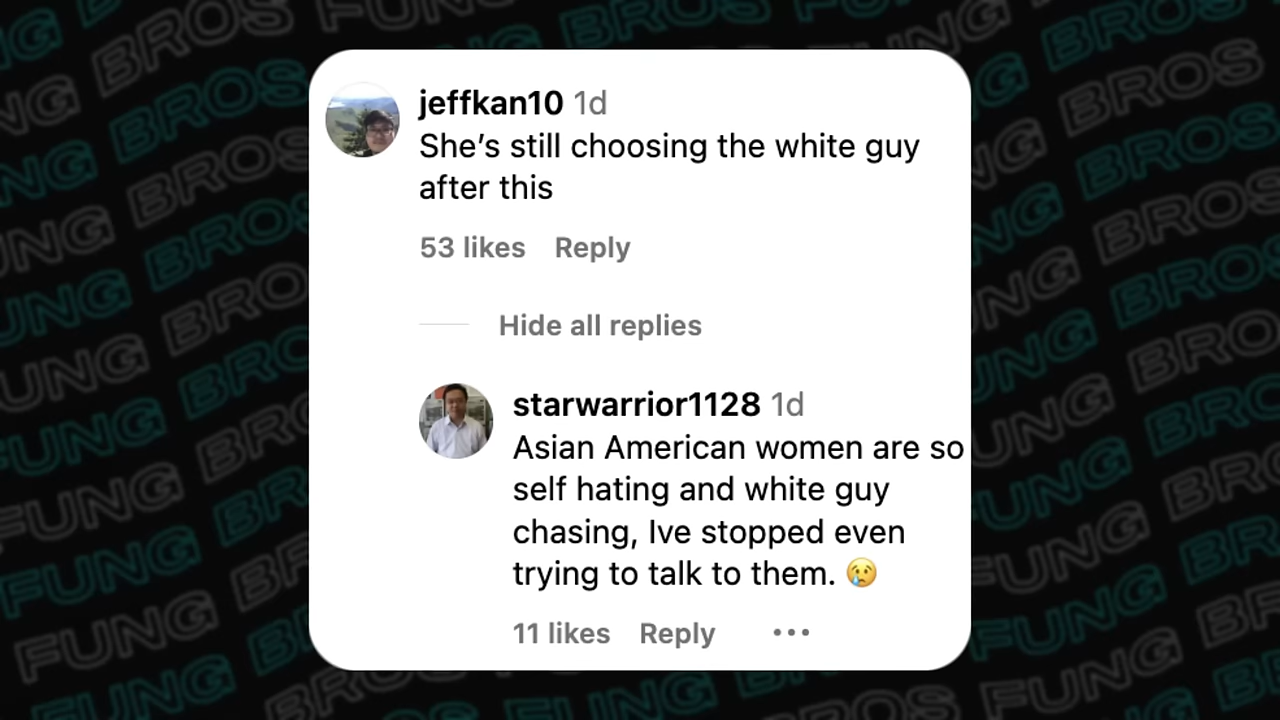 jeffkan10 1d
She's still choosing the white guy
after this
53 likes Reply
Hide all replies
starwarrior1128 1d
Asian American women are so
self hating and white guy
chasing, Ive stopped even
trying to talk to them. 😢
11 likes Reply •••
FUNG BROS